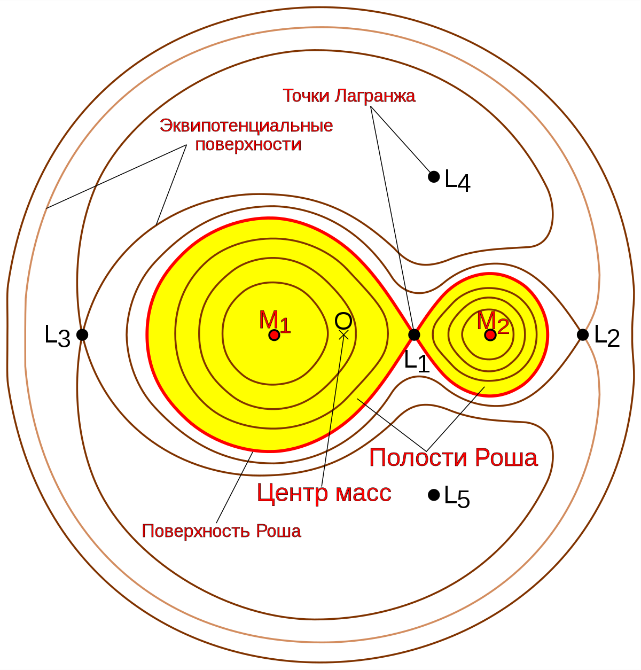 Точки Лагранжа
Эквипотенциальные
поверхности
L4
M1
O
M2
L3
L1
L2
Полости Роша
Центр масс
L5
Поверхность Роша